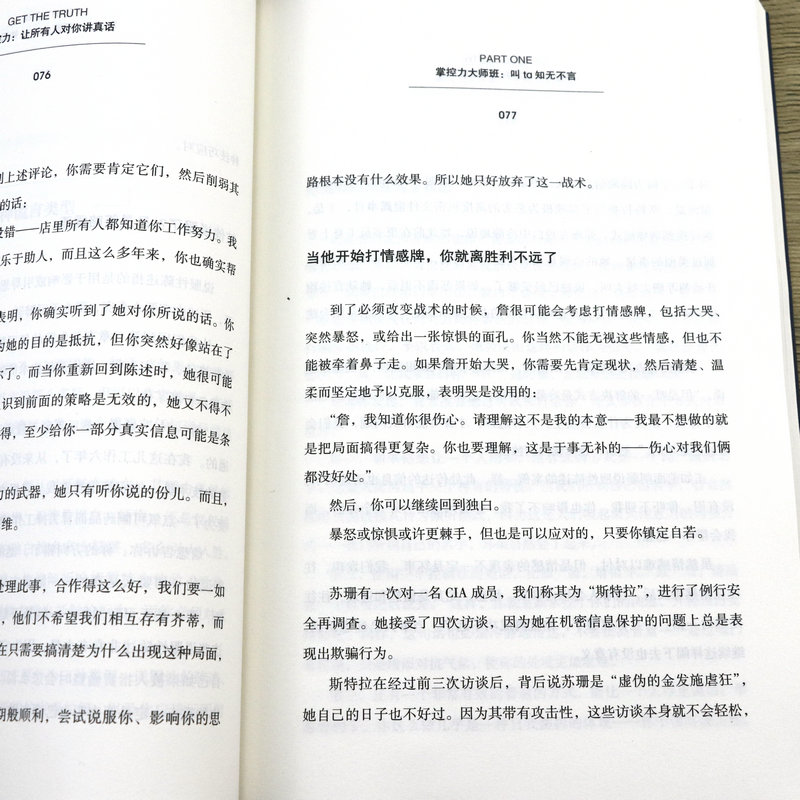 GET THE TRUTH
力：让所有人对你讲真话
076
上述评论，你需要肯定它们，然后削弱其
的话：
没错——店里所有人都知道你工作努力。我
乐于助人，而且这么多年来，你也确实帮
表明，你确实听到了她对你所说的话。你
为她的目的是抵抗，但你突然好像站在了
你了。而当你重新回到陈述时，她很可能
识到前面的策略是无效的，她又不得不
得，至少给你一部分真实信息可能是条
的武器，她只有听你说的份儿。而且，
维。
处理此事，合作得这么好，我们要一如
，他们不希望我们相互存有芥蒂，而
在只需要搞清楚为什么出现这种局面，
期般顺利，尝试说服你、影响你的思
PART ONE
掌控力大师班：叫 ta 知无不言
077
路根本没有什么效果。所以她只好放弃了这一战术。
当他开始打情感牌，你就离胜利不远了
到了必须改变战术的时候，詹很可能会考虑打情感牌，包括大哭、
突然暴怒，或给出一张惊惧的面孔。你当然不能无视这些情感，但也不
能被牵着鼻子走。如果詹开始大哭，你需要先肯定现状，然后清楚、温
柔而坚定地予以克服，表明哭是没用的：
“詹，我知道你很伤心。请理解这不是我的本意——我最不想做的就
是把局面搞得更复杂。你也要理解，这是于事无补的——伤心对我们俩
都没好处。”
然后，你可以继续回到独白。
暴怒或惊惧或许更棘手，但也是可以应对的，只要你镇定自若。
苏珊有一次对一名 CIA 成员，我们称其为“斯特拉”，进行了例行安
全再调查。她接受了四次访谈，因为她在机密信息保护的问题上总是表
现出欺骗行为。
斯特拉在经过前三次访谈后，背后说苏珊是“虚伪的金发施虐狂”，
她自己的日子也不好过。因为其带有攻击性，这些访谈本身就不会轻松，